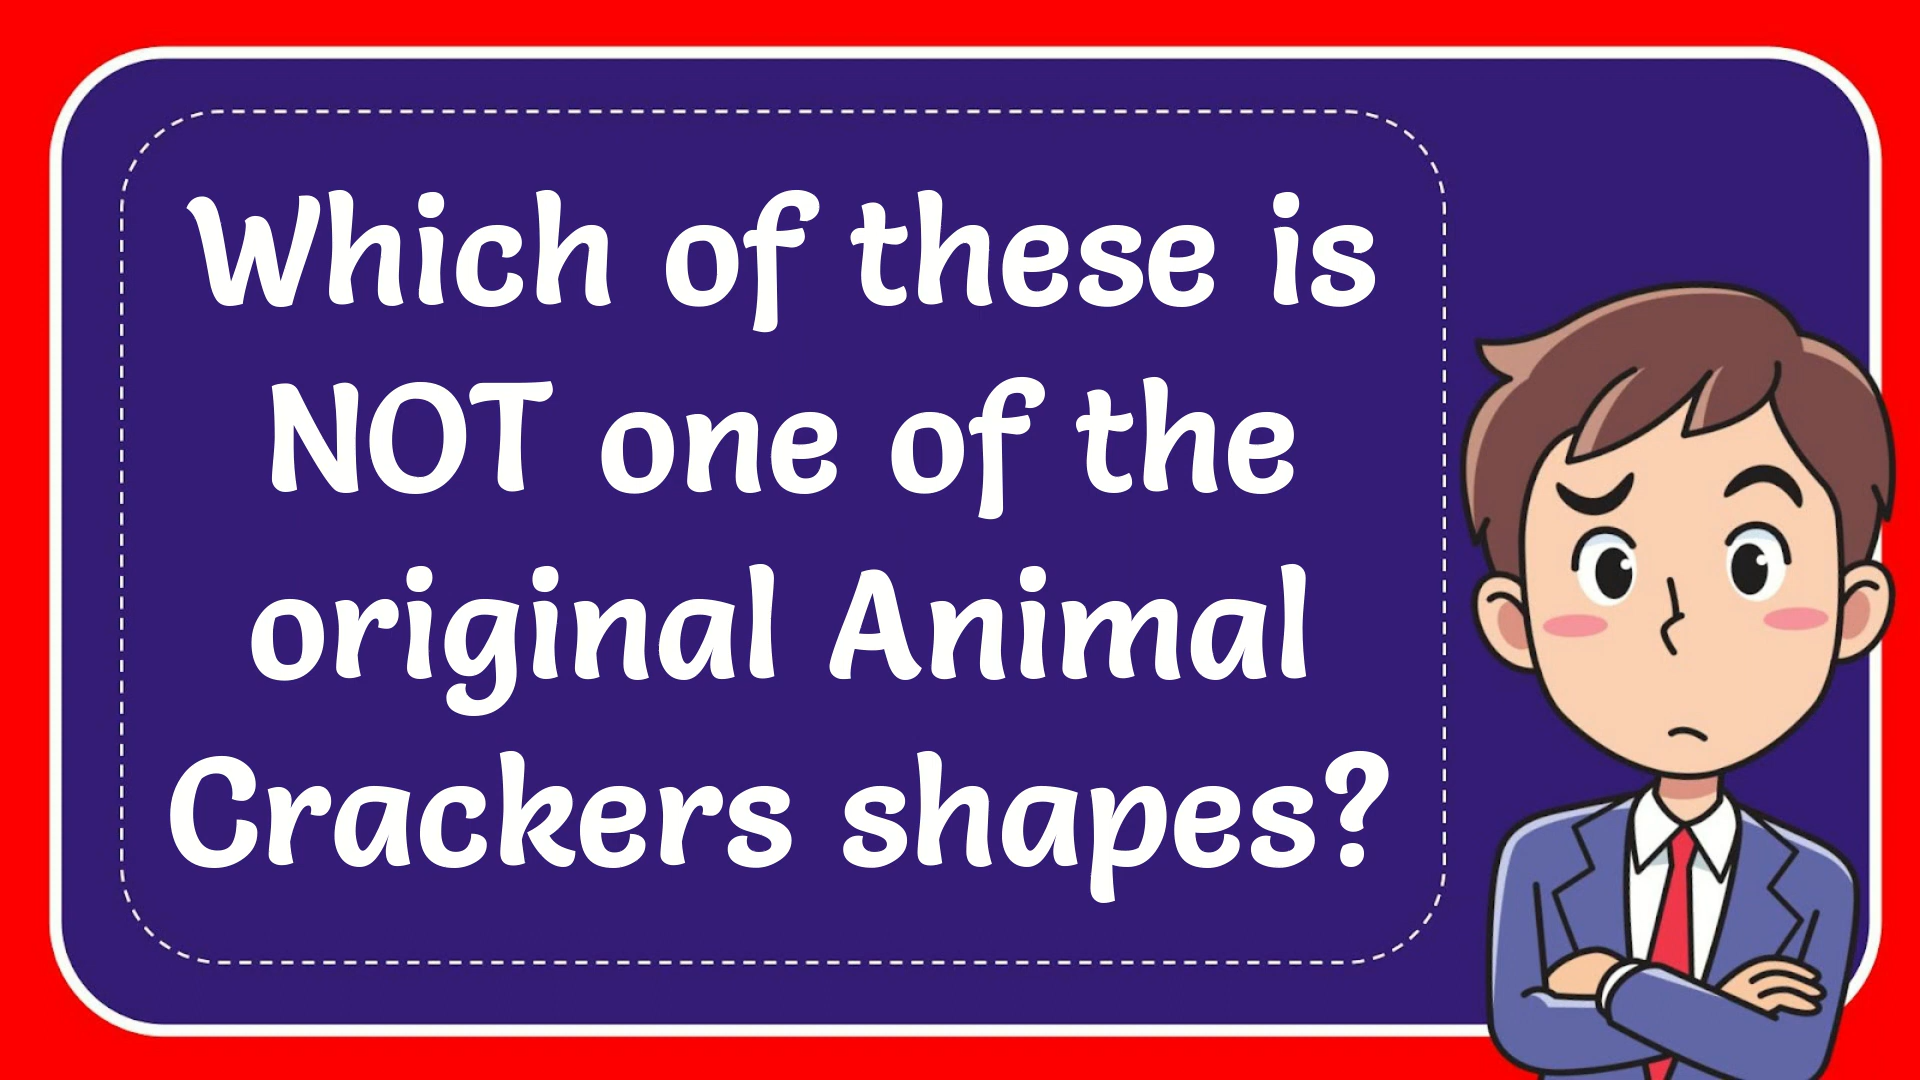 Which of these is
NOT one of the
original Animal
Crackers shapes?